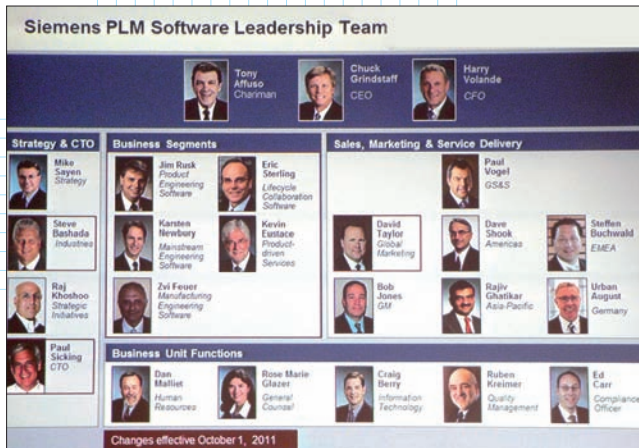 Siemens PLM Software Leadership Team
Tony
Affuso
Chariman
Chuck
Grindstaff
CEO
Harry
Volande
CFO
Strategy & CTO
Mike
Sayen
Strategy
Steve
Bashada
Industries
Raj
Khoshoo
Strategic
Initiatives
Paul
Sicking
CTO
Business Segments
Jim Rusk
Product
Engineering
Software
Eric
Sterling
Lifecycle
Collaboration
Software
Karsten
Newbury
Mainstream
Engineering
Software
Kevin
Eustace
Product-
driven
Services
Zvi Feuer
Manufacturing
Engineering
Software
Sales, Marketing & Service Delivery
Paul
Vogel
GS&S
David
Taylor
Global
Marketing
Dave
Shook
Americas
Steffen
Buchwald
EMEA
Bob
Jones
GM
Rajiv
Ghatikar
Asia-Pacific
Urban
August
Germany
Business Unit Functions
Dan
Malliet
Human
Resources
Rose Marie
Glazer
General
Counsel
Craig
Berry
Information
Technology
Ruben
Kreimer
Quality
Management
Ed
Carr
Compliance
Officer
Changes effective October 1, 2011